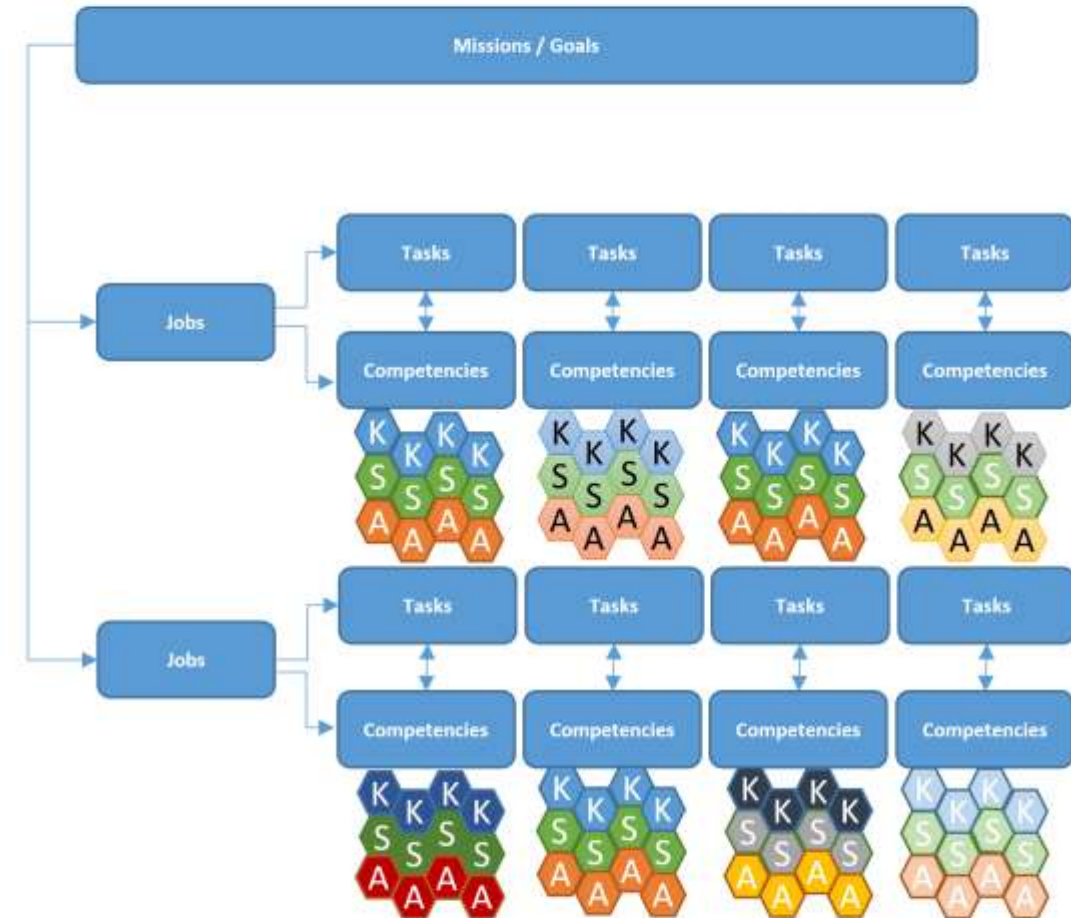 Missions / Goals
Tasks Tasks Tasks Tasks
Jobs
Competencies Competencies Competencies Competencies
K K K K K K K K K K K K K K K K
S S S S S S S S S S S S S S S S
A A A A A A A A A A A A A A A A
Tasks Tasks Tasks Tasks
Jobs
Competencies Competencies Competencies Competencies
K K K K K K K K K K K K K K K K
S S S S S S S S S S S S S S S S
A A A A A A A A A A A A A A A A